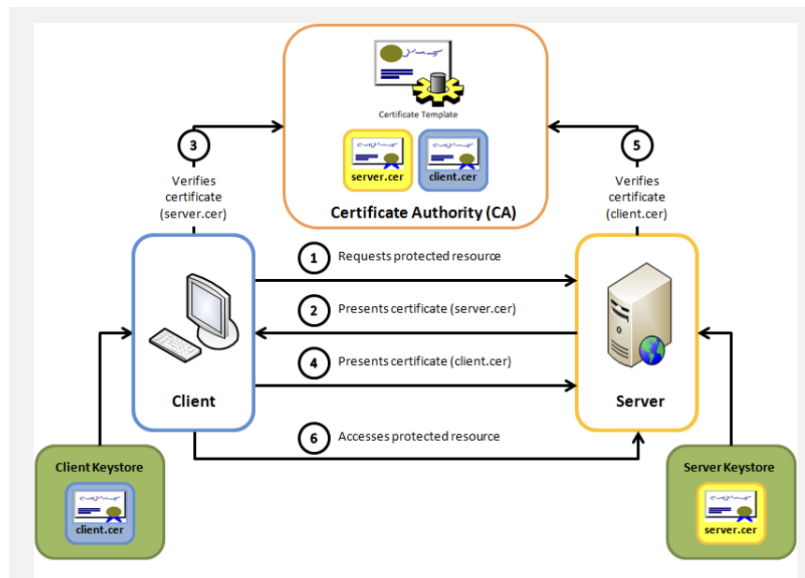 Certificate Template
server.cer
client.cer
Certificate Authority (CA)
3
Verifies
certificate
(server.cer)
5
Verifies
certificate
(client.cer)
1
Requests protected resource
2
Presents certificate (server.cer)
4
Presents certificate (client.cer)
Client
Server
6
Accesses protected resource
Client Keystore
client.cer
Server Keystore
server.cer